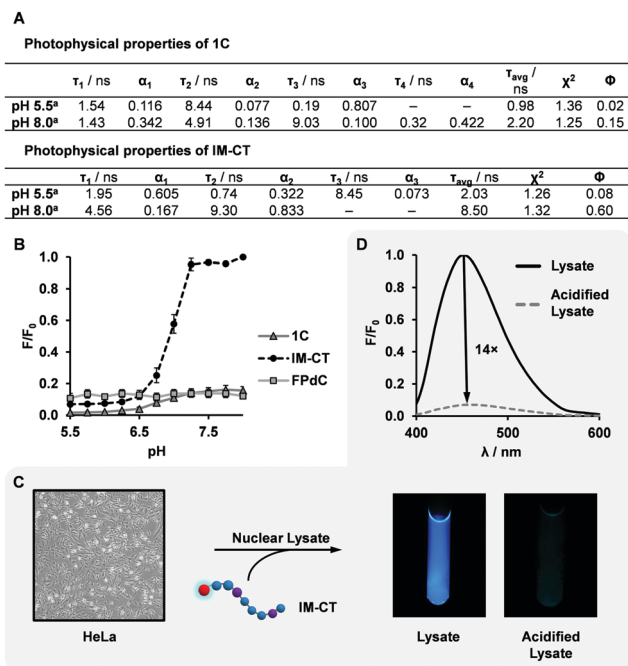 A
Photophysical properties of 1C
τ₁ / ns α₁ τ₂ / ns α₂ τ₃ / ns α₃ τ₄ / ns α₄ τavg / ns Χ² Φ
pH 5.5ᵃ 1.54 0.116 8.44 0.077 0.19 0.807 – – 0.98 1.36 0.02
pH 8.0ᵃ 1.43 0.342 4.91 0.136 9.03 0.100 0.32 0.422 2.20 1.25 0.15
Photophysical properties of IM-CT
τ₁ / ns α₁ τ₂ / ns α₂ τ₃ / ns α₃ τavg / ns Χ² Φ
pH 5.5ᵃ 1.95 0.605 0.74 0.322 8.45 0.073 2.03 1.26 0.08
pH 8.0ᵃ 4.56 0.167 9.30 0.833 – – 8.50 1.32 0.60
B
F/F₀
1.0
0.8
0.6
0.4
0.2
0.0
5.5 6.5 7.5
pH
1C
IM-CT
FPdC
D
F/F₀
1.0
0.8
0.6
0.4
0.2
0.0
400 500 600
λ / nm
Lysate
Acidified
Lysate
14×
C
HeLa
Nuclear Lysate
IM-CT
Lysate
Acidified
Lysate